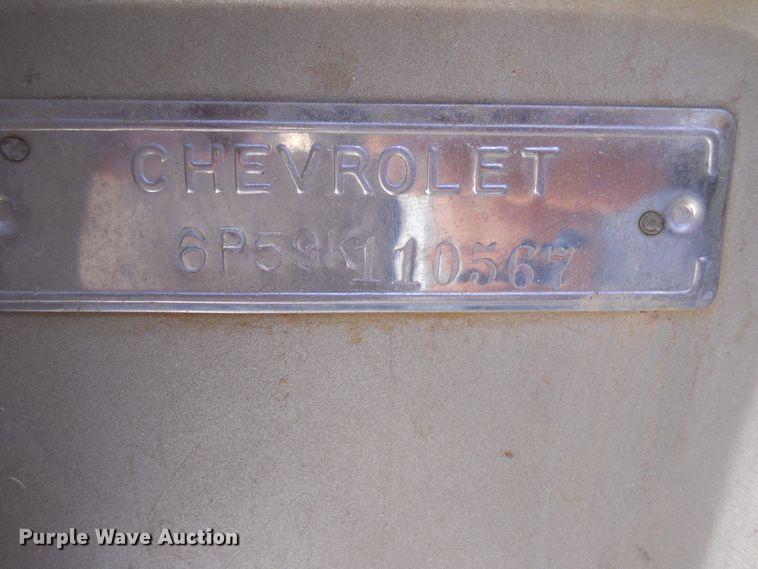 CHEVROLET
6P59K110567
Purple Wave Auction